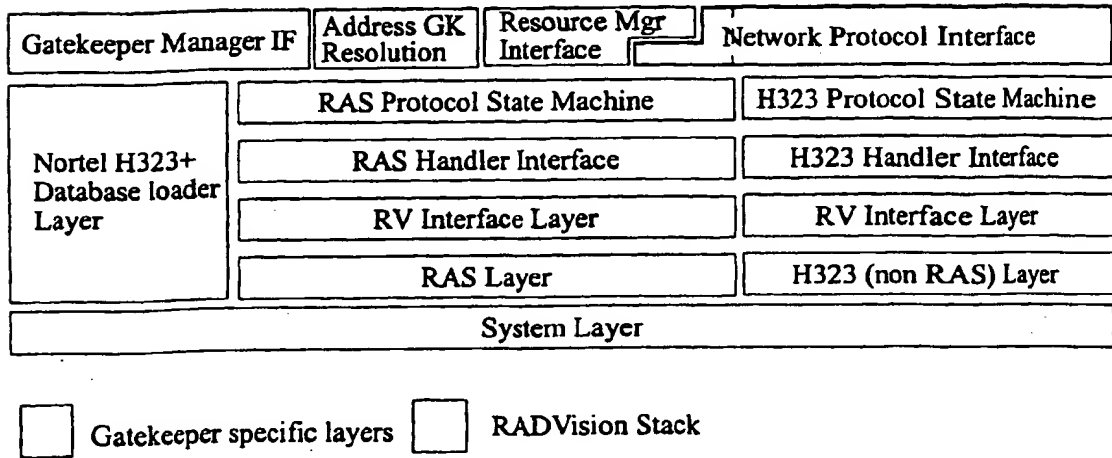 Gatekeeper Manager IF
Address GK
Resolution
Resource Mgr
Interface
Network Protocol Interface
Nortel H323+
Database loader
Layer
RAS Protocol State Machine
H323 Protocol State Machine
RAS Handler Interface
H323 Handler Interface
RV Interface Layer
RV Interface Layer
RAS Layer
H323 (non RAS) Layer
System Layer
Gatekeeper specific layers
RADVision Stack